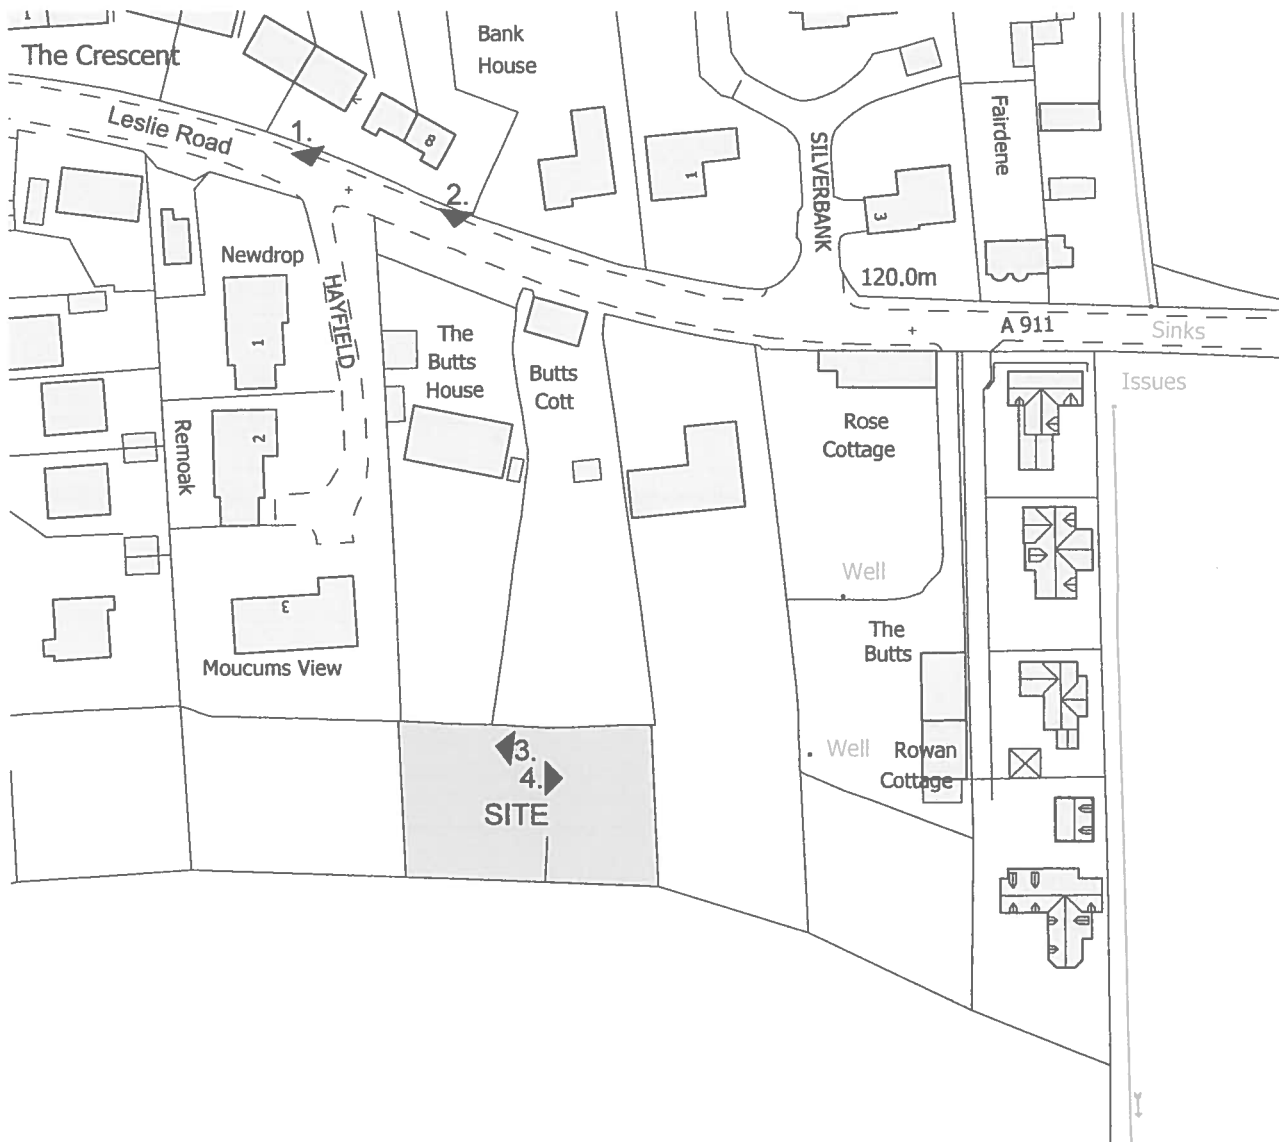 1
Bank
House
The Crescent
Leslie Road
1.
8
2.
1
SILVERBANK
3
Fairdene
120.0m
A 911
Sinks
Issues
Newdrop
1
HAYFIELD
The
Butts
House
Butts
Cott
Rose
Cottage
Remoak
2
3
Moucums View
Well
The
Butts
Well
Rowan
Cottage
3.
4.
SITE